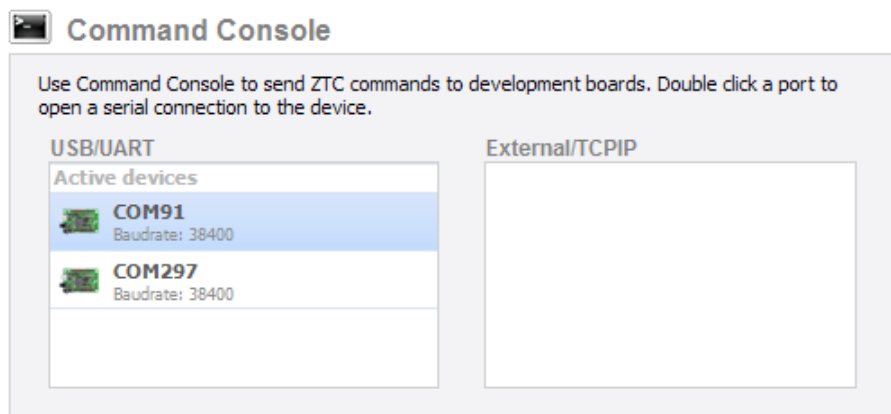 Command Console
Use Command Console to send ZTC commands to development boards. Double click a port to
open a serial connection to the device.
USB/UART
External/TCPIP
Active devices
COM91
Baudrate: 38400
COM297
Baudrate: 38400